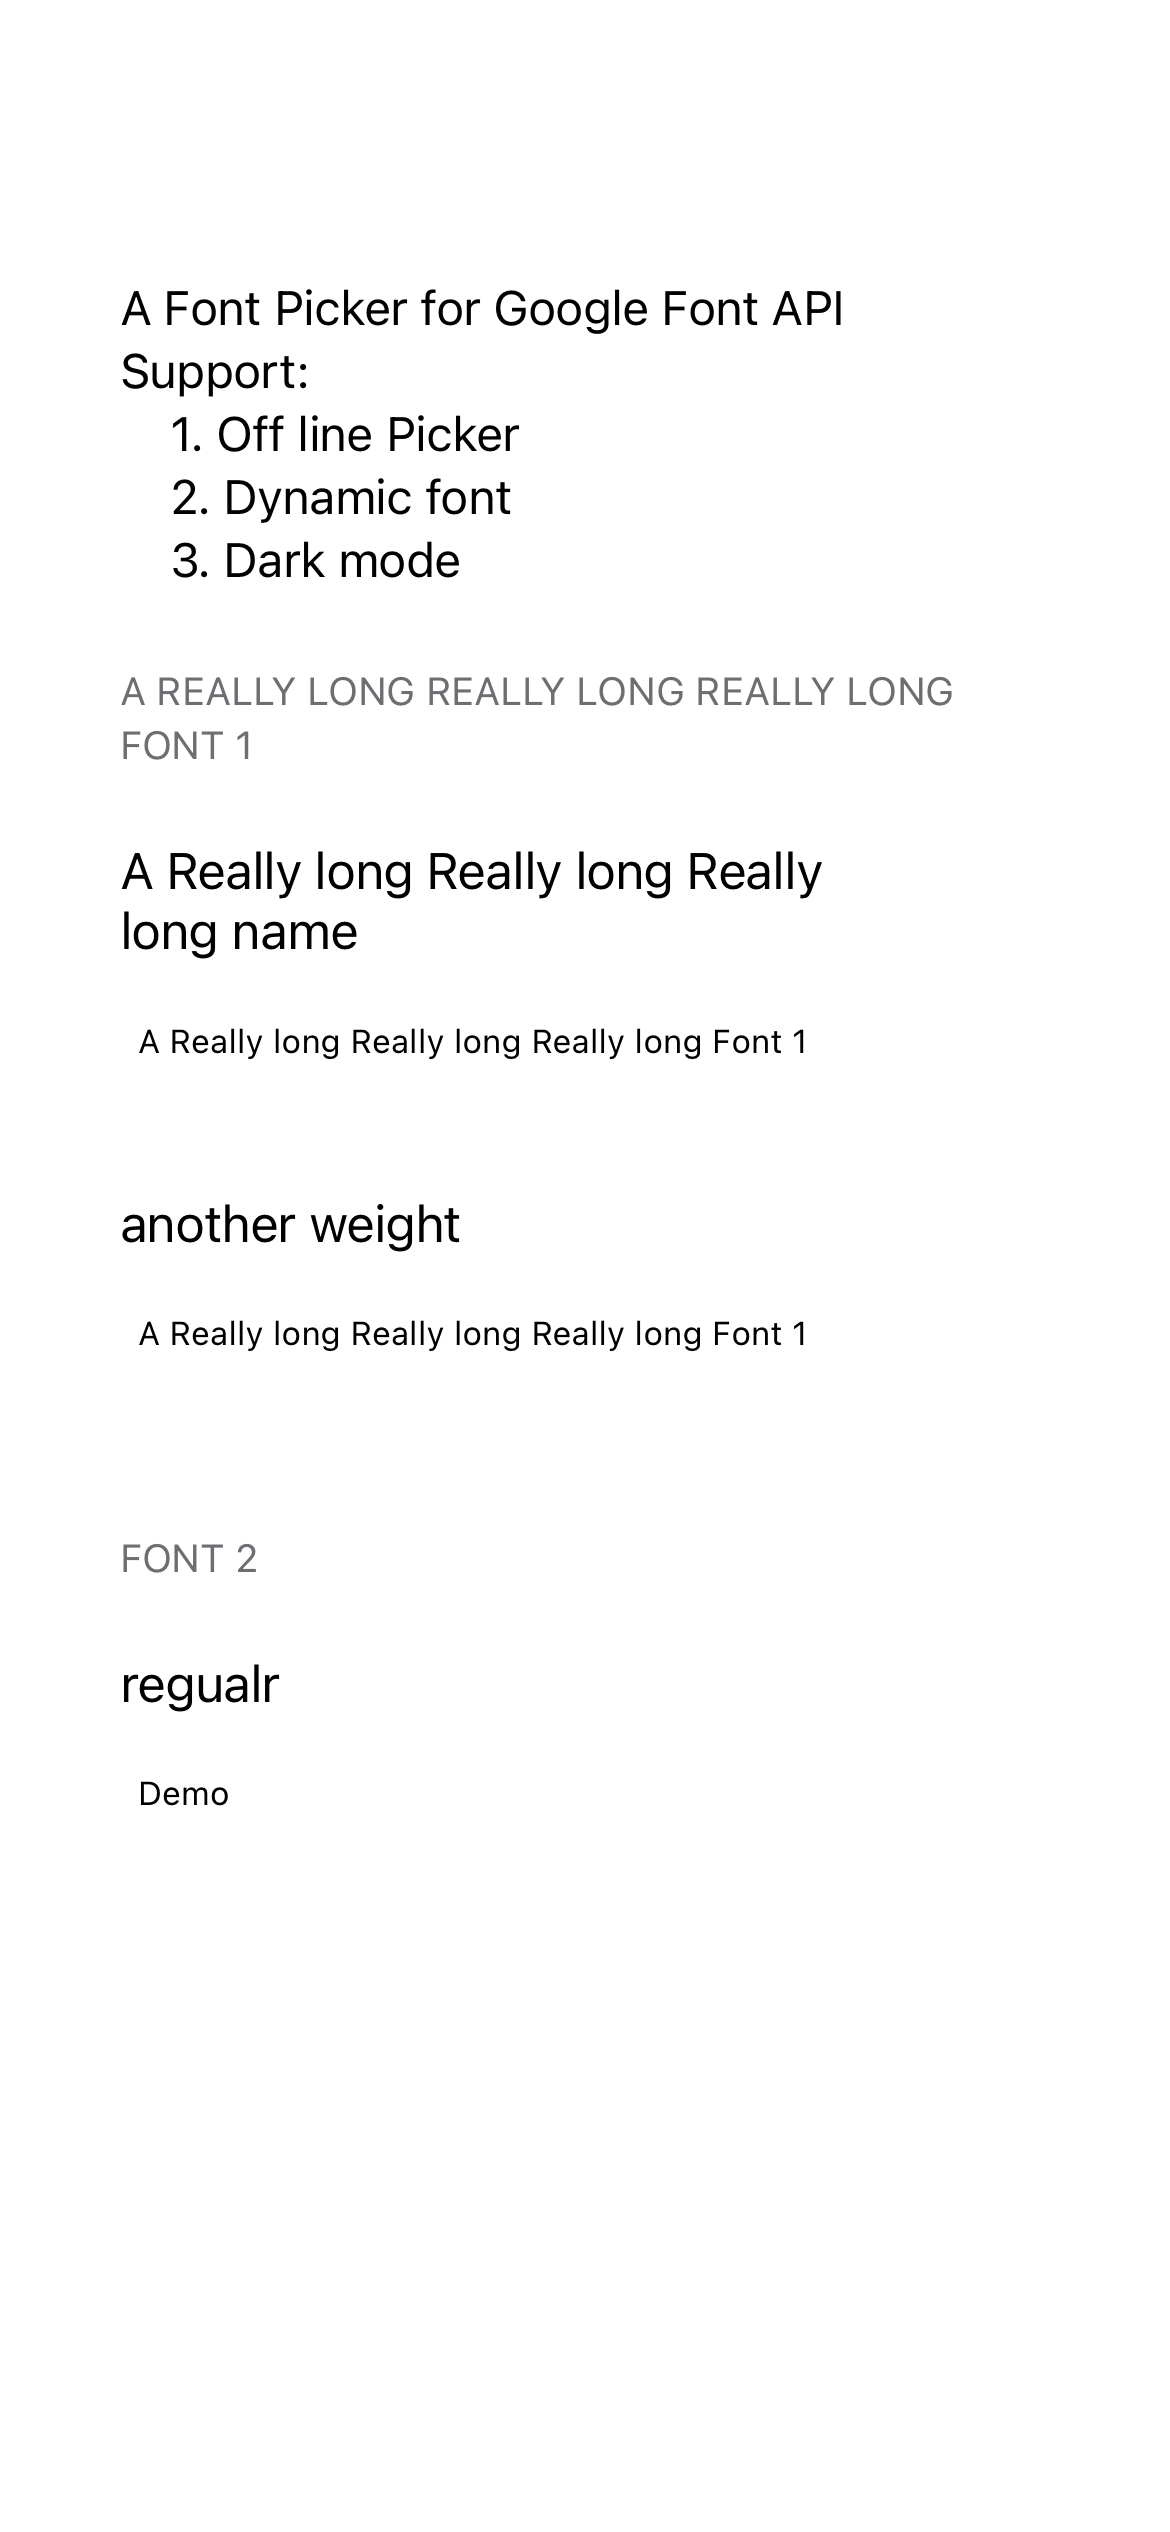 A Font Picker for Google Font API
Support:
1. Off line Picker
2. Dynamic font
3. Dark mode
A REALLY LONG REALLY LONG REALLY LONG
FONT 1
A Really long Really long Really
long name
A Really long Really long Really long Font 1
another weight
A Really long Really long Really long Font 1
FONT 2
regualr
Demo